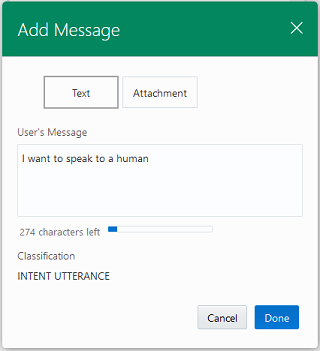 Add Message
Text Attachment
User's Message
I want to speak to a human
274 characters left
Classification
INTENT UTTERANCE
Cancel Done